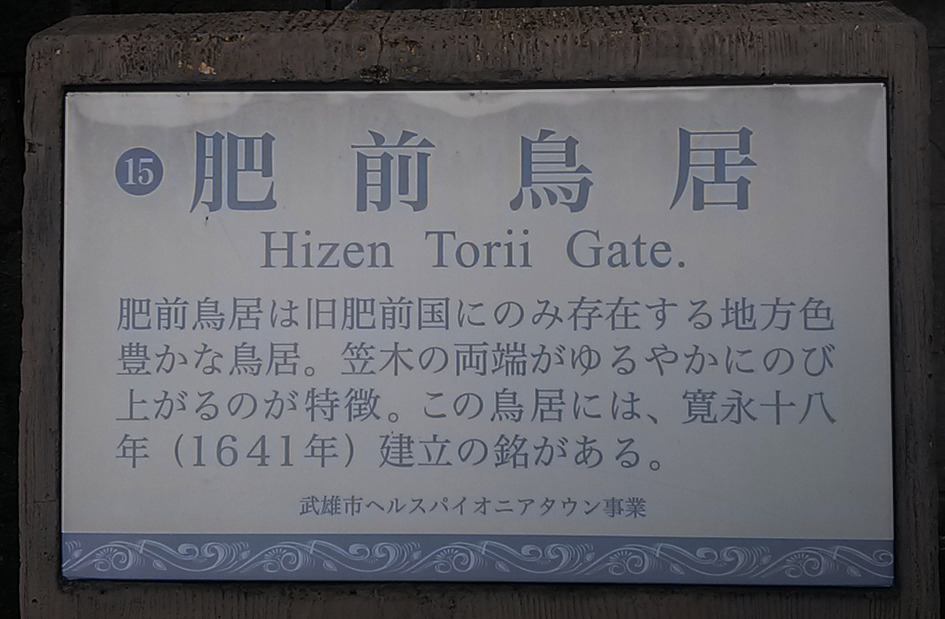 15 肥前鳥居
Hizen Torii Gate.
肥前鳥居は旧肥前国にのみ存在する地方色
豊かな鳥居。笠木の両端がゆるやかにのび
上がるのが特徴。この鳥居には、寛永十八
年（1641年）建立の銘がある。
武雄市ヘルスパイオニアタウン事業